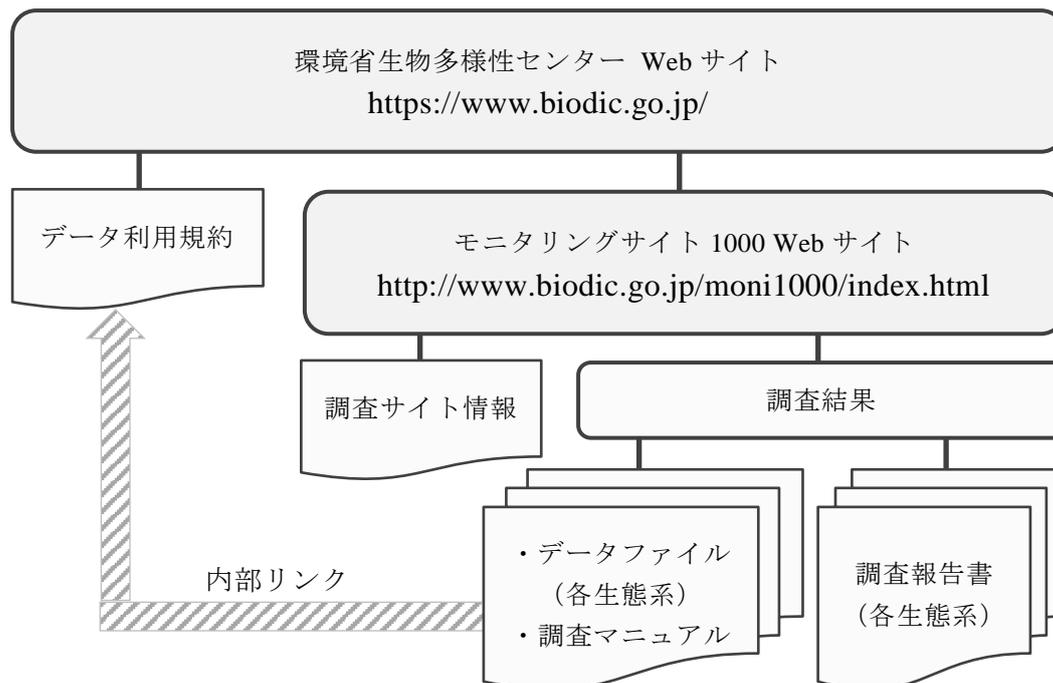 環境省生物多様性センター Web サイト
https://www.biodic.go.jp/
データ利用規約
モニタリングサイト 1000 Web サイト
http://www.biodic.go.jp/moni1000/index.html
調査サイト情報
調査結果
・データファイル
（各生態系）
・調査マニュアル
調査報告書
（各生態系）
内部リンク